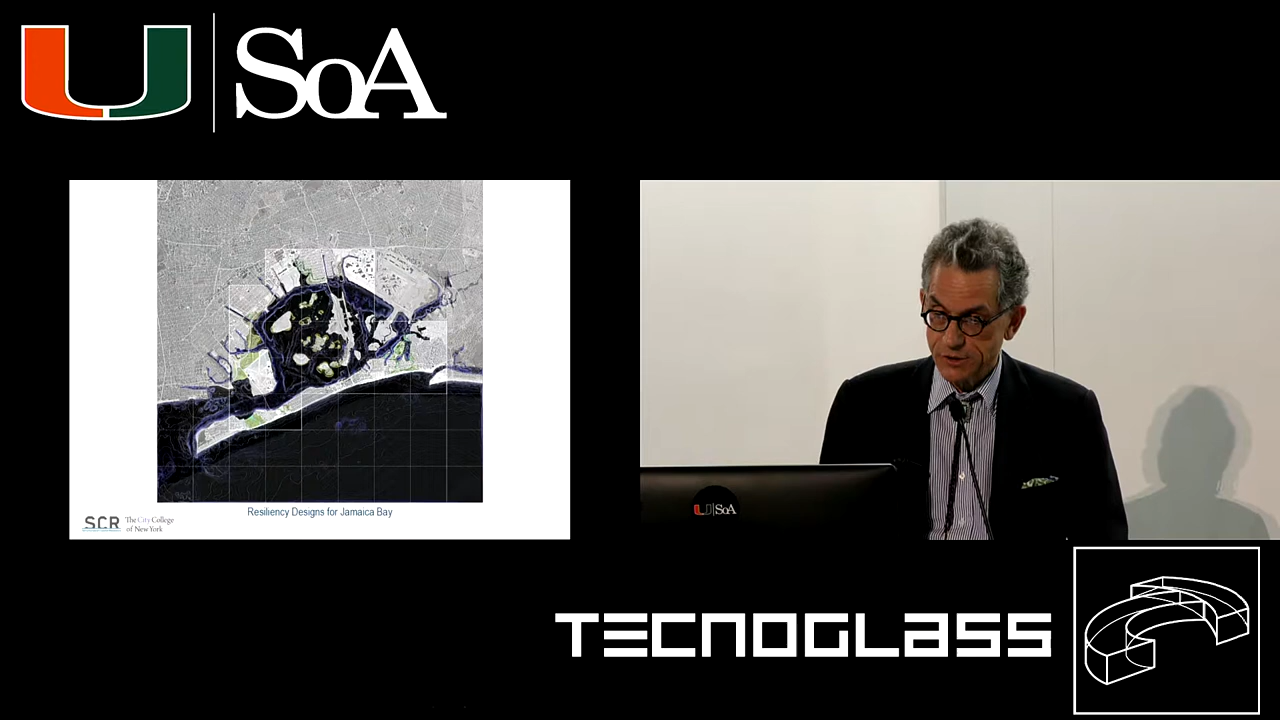 U SoA
Resiliency Designs for Jamaica Bay
SCR The City College
of New York
U SoA
TECNOGLASS